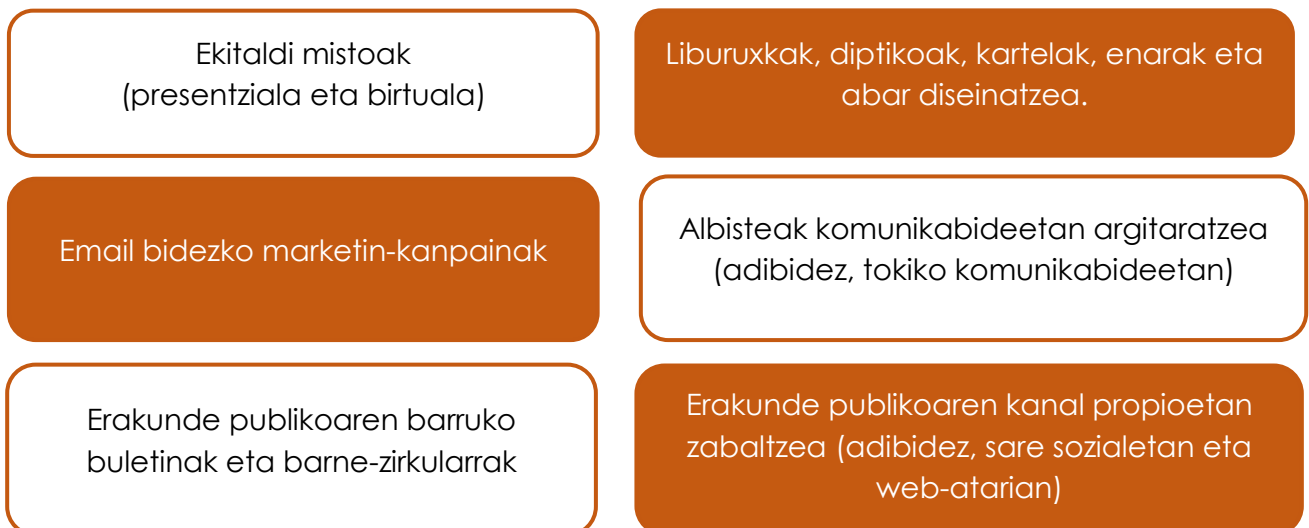 Ekitaldi mistoak
(presentziala eta birtuala)
Liburuxkak, diptikoak, kartelak, enarak eta
abar diseinatzea.
Email bidezko marketin-kanpainak
Albisteak komunikabideetan argitaratzea
(adibidez, tokiko komunikabideetan)
Erakunde publikoaren barruko
buletinak eta barne-zirkularrak
Erakunde publikoaren kanal propioetan
zabaltzea (adibidez, sare sozialetan eta
web-atarian)